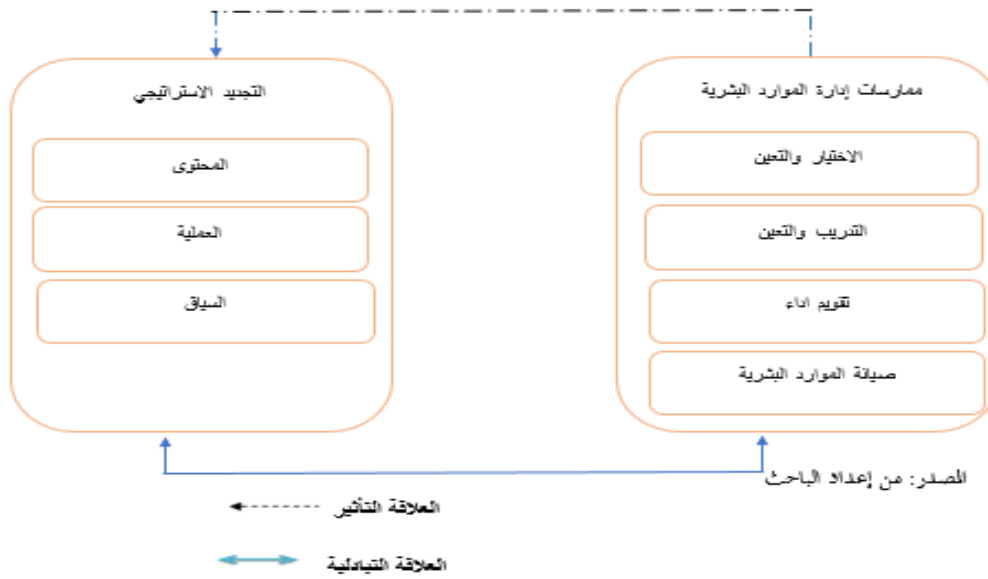 ممارسات إدارة الموارد البشرية
الاختيار والتعين
التدريب والتعين
تقويم اداء
صيانة الموارد البشرية
التجديد الاستراتيجي
المحتوى
العملية
السياق
المصدر: من إعداد الباحث
العلاقة التأثير
العلاقة التبادلية